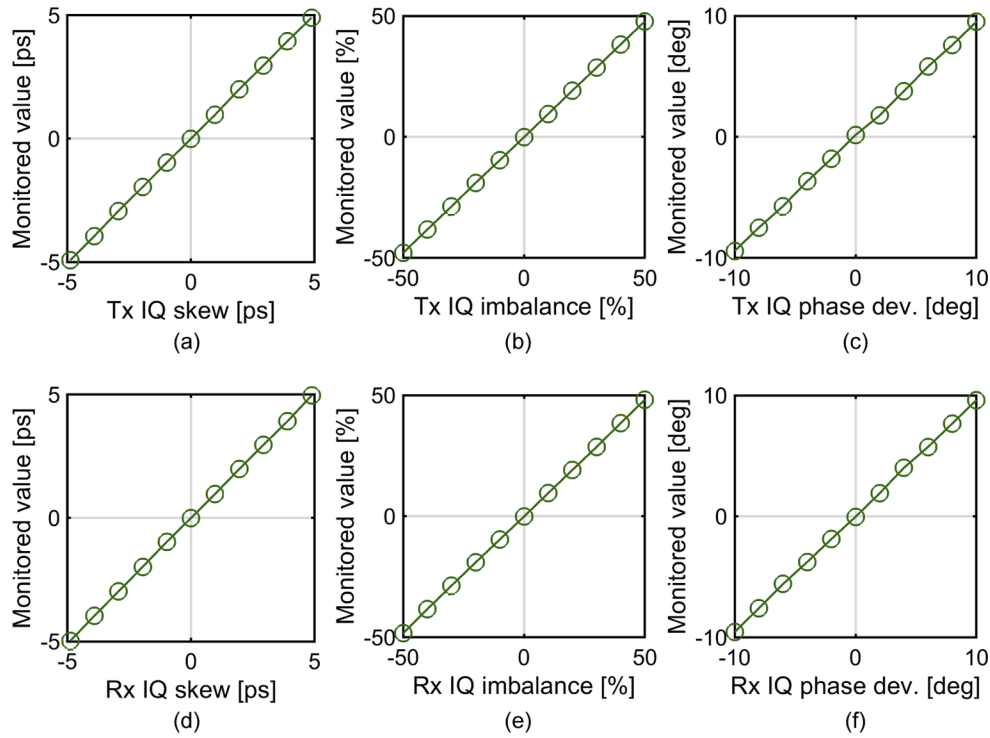 5
0
-5
Monitored value [ps]
-5 0 5
Tx IQ skew [ps]
(a)
50
0
-50
Monitored value [%]
-50 0 50
Tx IQ imbalance [%]
(b)
10
0
-10
Monitored value [deg]
-10 0 10
Tx IQ phase dev. [deg]
(c)
5
0
-5
Monitored value [ps]
-5 0 5
Rx IQ skew [ps]
(d)
50
0
-50
Monitored value [%]
-50 0 50
Rx IQ imbalance [%]
(e)
10
0
-10
Monitored value [deg]
-10 0 10
Rx IQ phase dev. [deg]
(f)